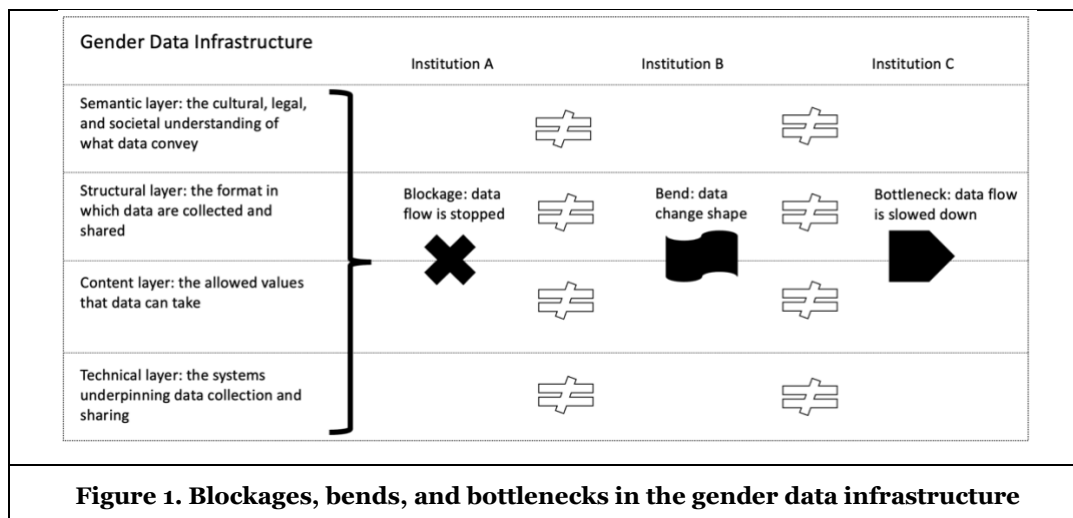 Gender Data Infrastructure
Institution A
Institution B
Institution C
Semantic layer: the cultural, legal,
and societal understanding of
what data convey
Structural layer: the format in
which data are collected and
shared
Blockage: data
flow is stopped
Bend: data
change shape
Bottleneck: data flow
is slowed down
Content layer: the allowed values
that data can take
Technical layer: the systems
underpinning data collection and
sharing
Figure 1. Blockages, bends, and bottlenecks in the gender data infrastructure